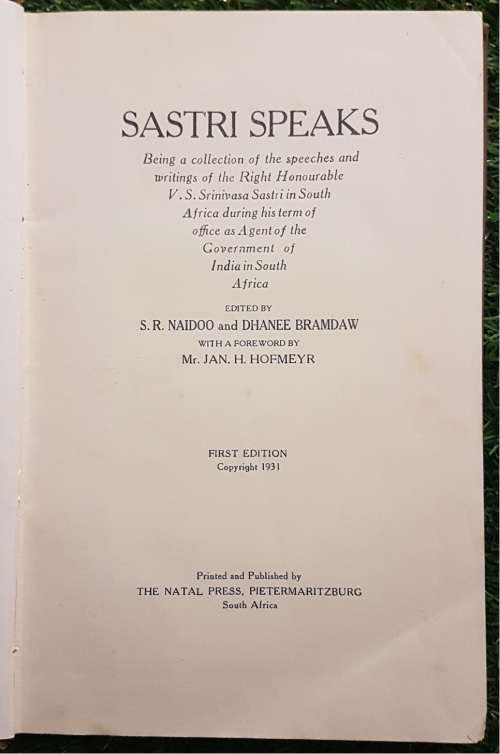 SASTRI SPEAKS
Being a collection of the speeches and
writings of the Right Honourable
V. S. Srinivasa Sastri in South
Africa during his term of
office as Agent of the
Government of
India in South
Africa
EDITED BY
S. R. NAIDOO and DHANEE BRAMDAW
WITH A FOREWORD BY
Mr. JAN. H. HOFMEYR
FIRST EDITION
Copyright 1931
Printed and Published by
THE NATAL PRESS, PIETERMARITZBURG
South Africa